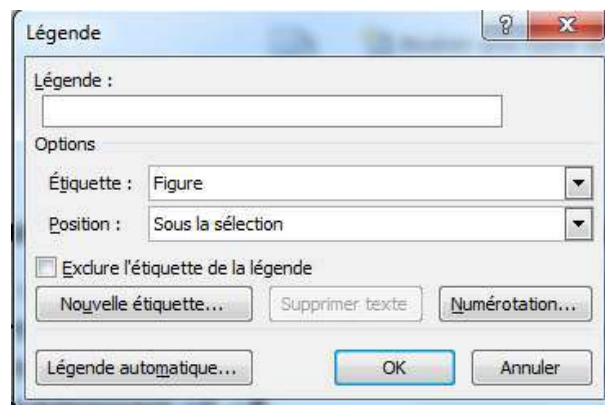 Légende
Légende :
Options
Étiquette : Figure
Position : Sous la sélection
Exclure l'étiquette de la légende
Nouvelle étiquette... Supprimer texte Numérotation...
Légende automatique... OK Annuler